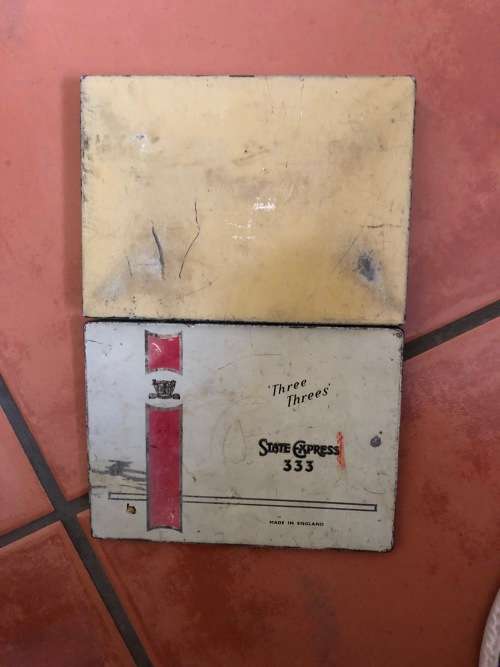 'Three
Threes'
STATE EXPRESS
333
MADE IN ENGLAND